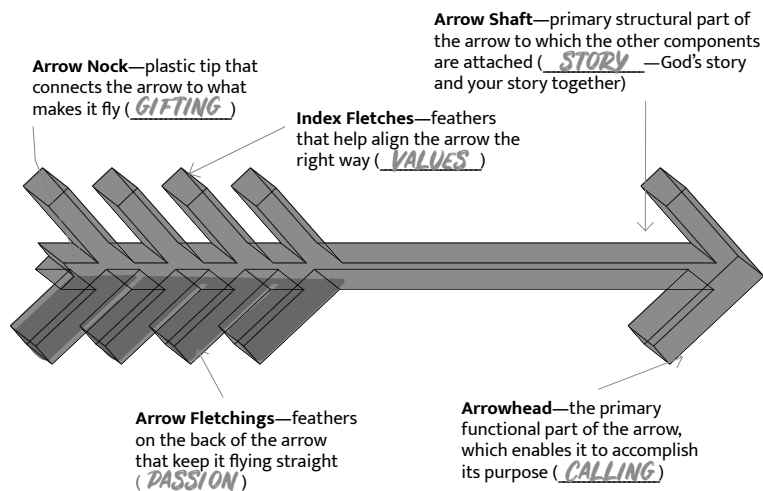 Arrow Shaft—primary structural part of
the arrow to which the other components
are attached (STORY—God's story
and your story together)
Arrow Nock—plastic tip that
connects the arrow to what
makes it fly (GIFTING)
Index Fletches—feathers
that help align the arrow the
right way (VALUES)
Arrow Fletchings—feathers
on the back of the arrow
that keep it flying straight
(PASSION)
Arrowhead—the primary
functional part of the arrow,
which enables it to accomplish
its purpose (CALLING)